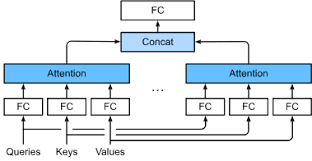 FC
Concat
Attention ... Attention
FC FC FC FC FC FC
Queries Keys Values